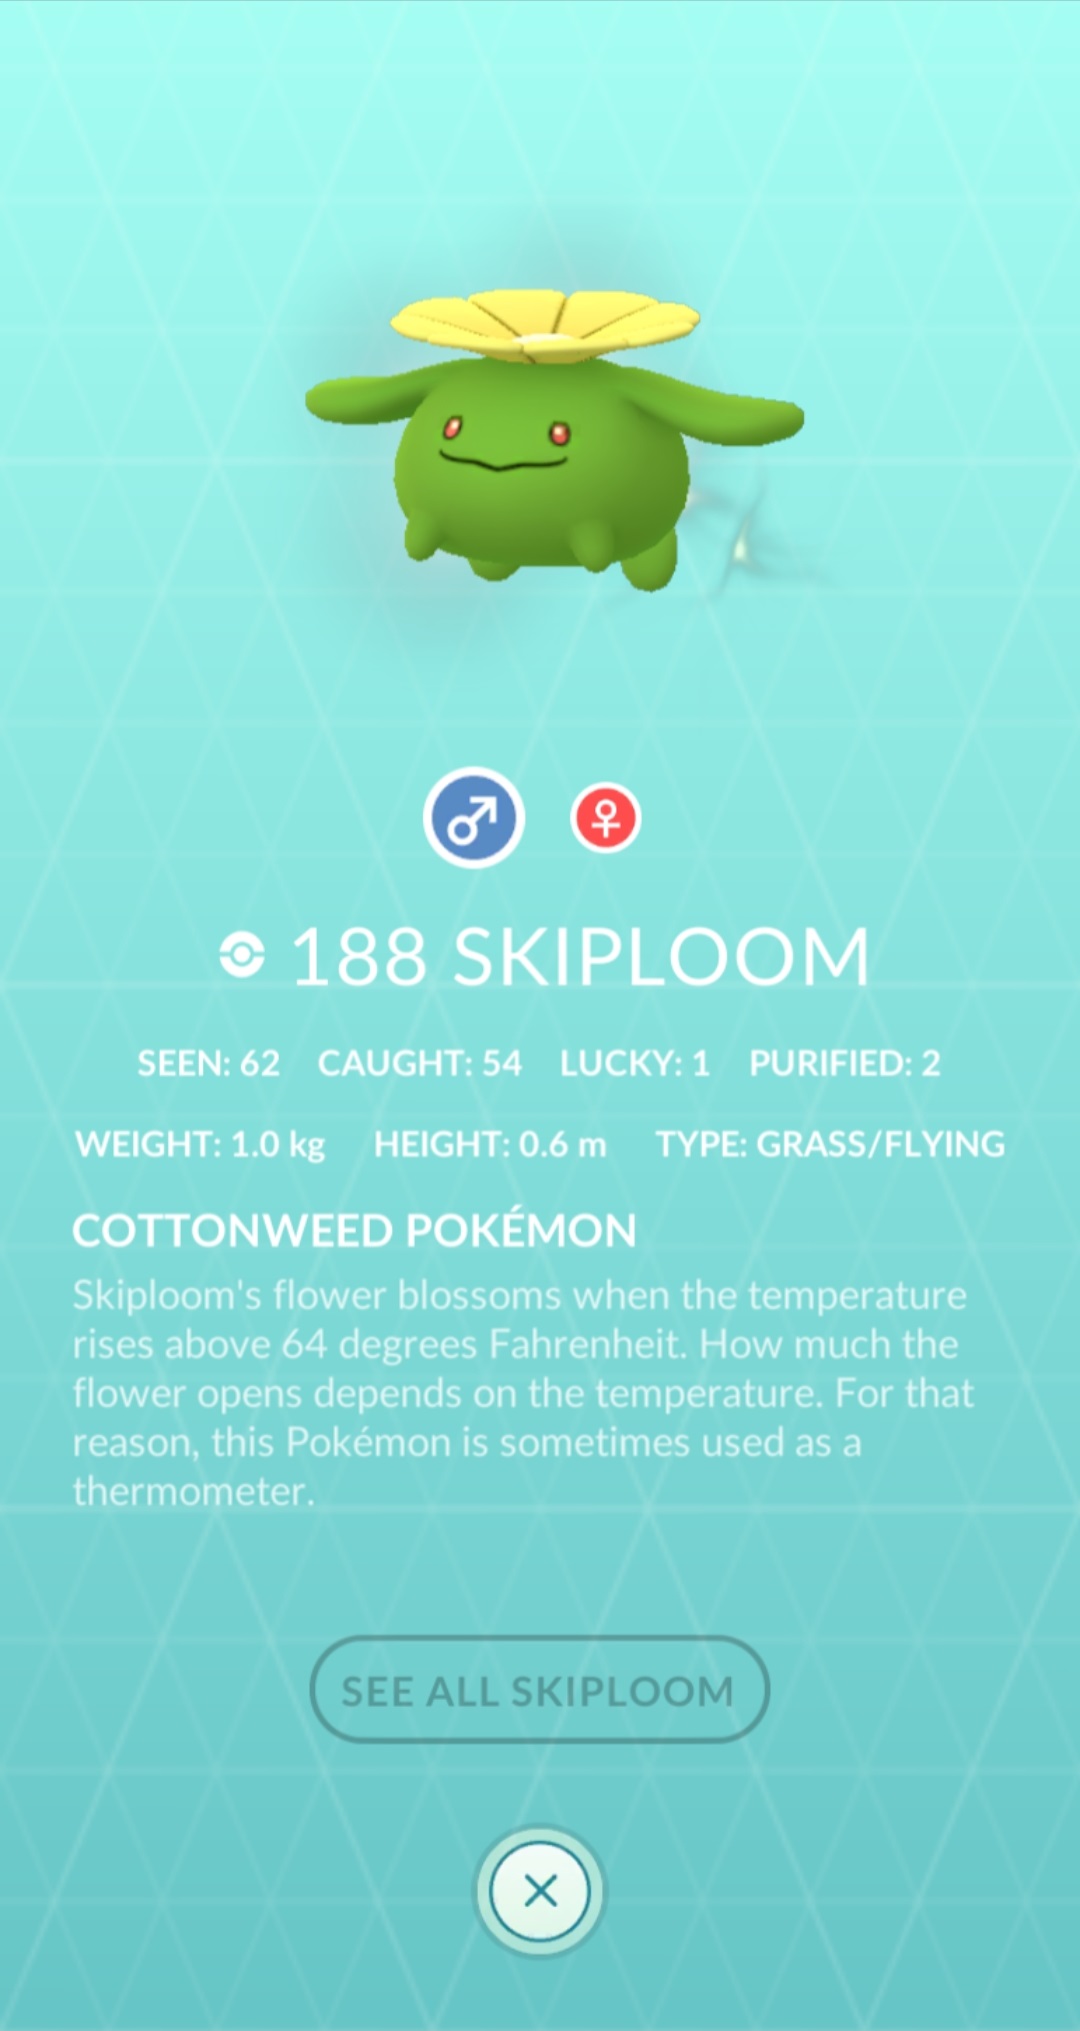 188 SKIPLOOM
SEEN: 62 CAUGHT: 54 LUCKY: 1 PURIFIED: 2
WEIGHT: 1.0 kg HEIGHT: 0.6 m TYPE: GRASS/FLYING
COTTONWEED POKÉMON
Skiploom's flower blossoms when the temperature
rises above 64 degrees Fahrenheit. How much the
flower opens depends on the temperature. For that
reason, this Pokémon is sometimes used as a
thermometer.
SEE ALL SKIPLOOM